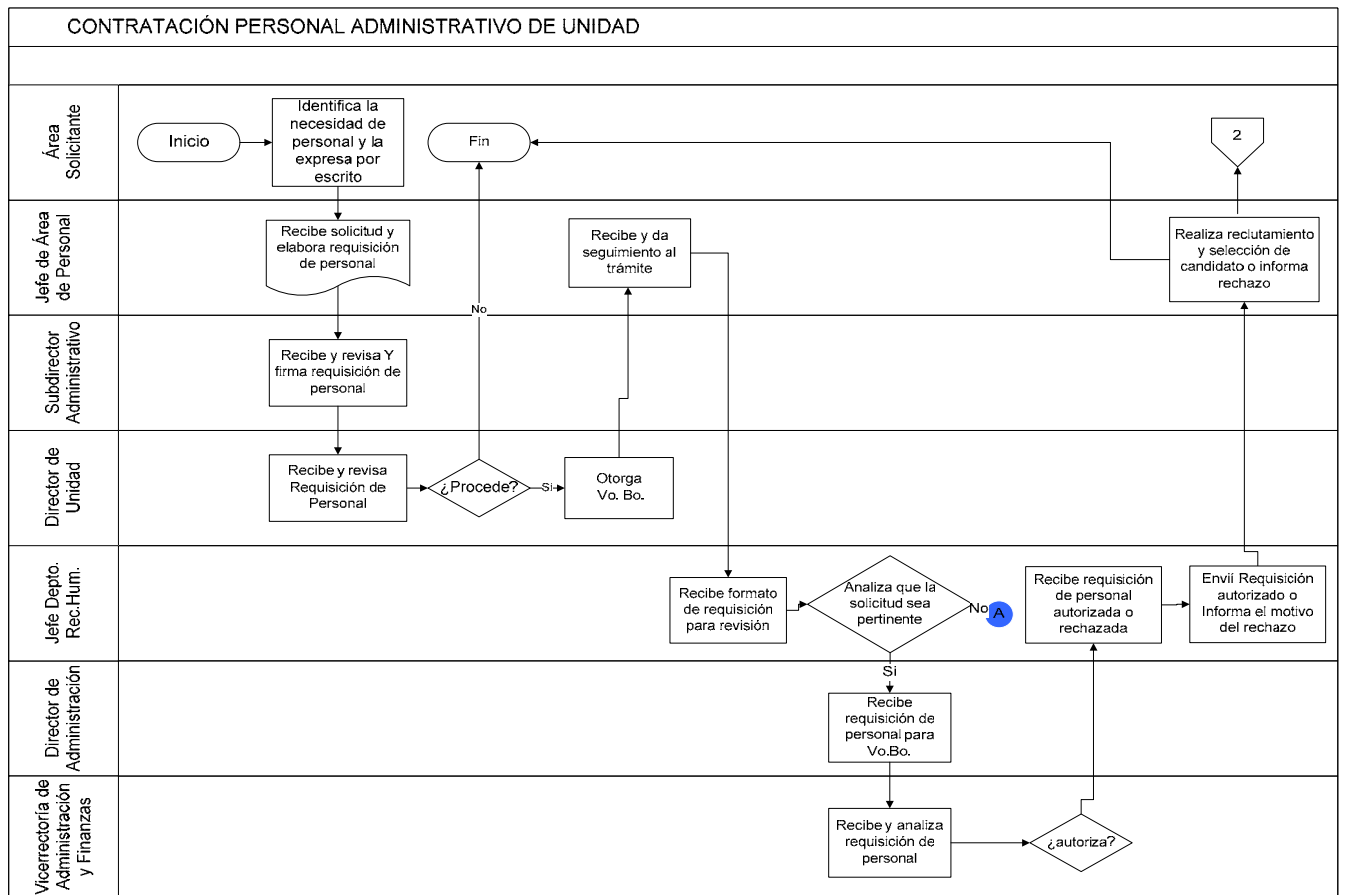 CONTRATACIÓN PERSONAL ADMINISTRATIVO DE UNIDAD
Área
Solicitante
Inicio
Identifica la
necesidad de
personal y la
expresa por
escrito
Fin
2
Jefe de Área
de Personal
Recibe solicitud y
elabora requisición
de personal
Recibe y da
seguimiento al
trámite
Realiza reclutamiento
y selección de
candidato o informa
rechazo
No
Subdirector
Administrativo
Recibe y revisa Y
firma requisición de
personal
Director de
Unidad
Recibe y revisa
Requisición de
Personal
¿Procede?
Si
Otorga
Vo. Bo.
Jefe Depto.
Rec.Hum.
Recibe formato
de requisición
para revisión
Analiza que la
solicitud sea
pertinente
No
A
Recibe requisición
de personal
autorizada o
rechazada
Envií Requisición
autorizado o
Informa el motivo
del rechazo
Si
Director de
Administración
Recibe
requisición de
personal para
Vo.Bo.
Vicerrectoría de
Administración
y Finanzas
Recibe y analiza
requisición de
personal
¿autoriza?